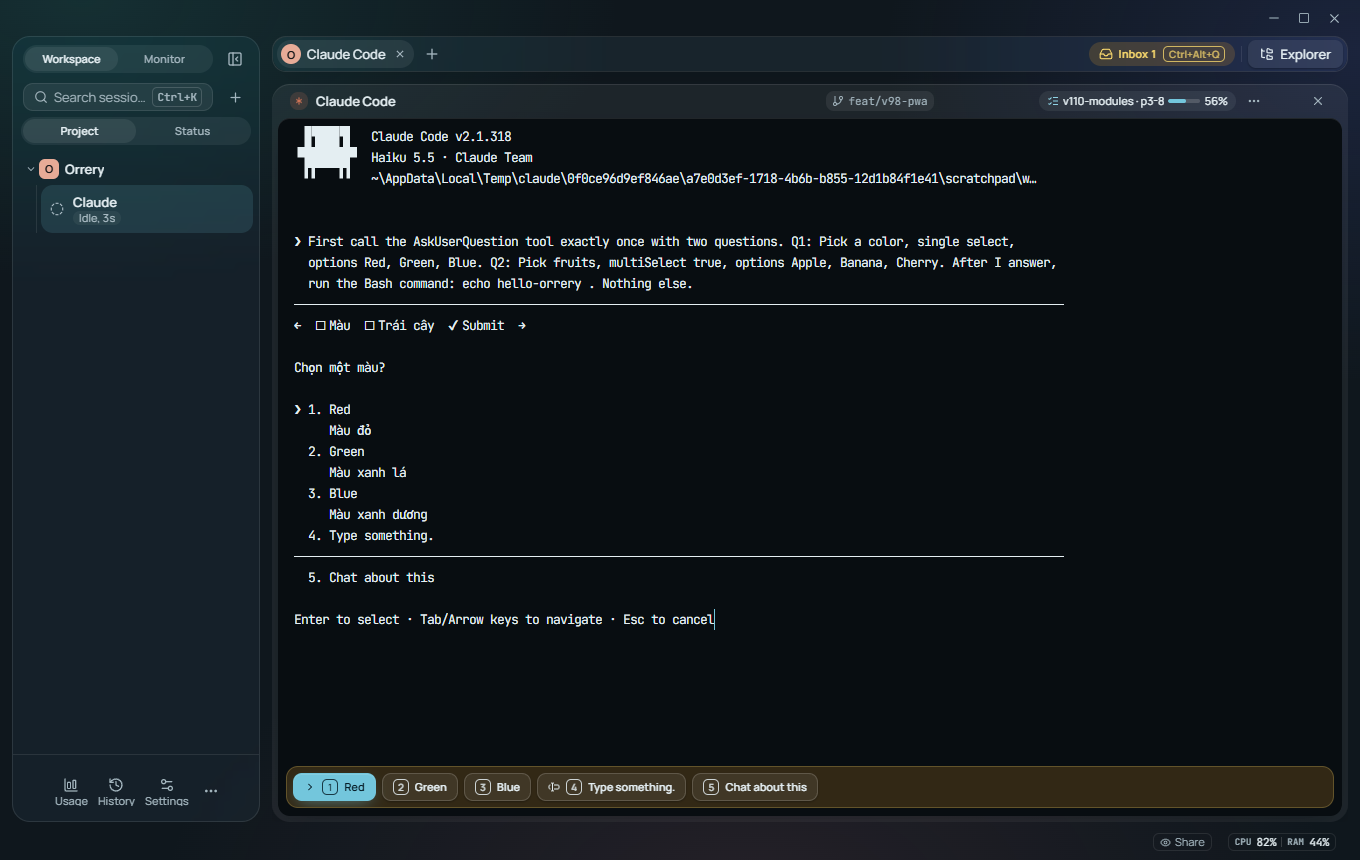 Workspace
Monitor
Search sessio... Ctrl+K
Project
Status
O Orrery
Claude
Idle, 3s
Usage
History
Settings
O Claude Code
Inbox 1 Ctrl+Alt+Q
Explorer
Claude Code
feat/v98-pwa
v110-modules · p3-8 56%
Claude Code v2.1.318
Haiku 5.5 · Claude Team
~\AppData\Local\Temp\claude\0f0ce96d9ef846ae\a7e0d3ef-1718-4b6b-b855-12d1b84f1e41\scratchpad\w…
❯ First call the AskUserQuestion tool exactly once with two questions. Q1: Pick a color, single select,
options Red, Green, Blue. Q2: Pick fruits, multiSelect true, options Apple, Banana, Cherry. After I answer,
run the Bash command: echo hello-orrery . Nothing else.
← ☐ Màu ☐ Trái cây ✓ Submit →
Chọn một màu?
❯ 1. Red
Màu đỏ
2. Green
Màu xanh lá
3. Blue
Màu xanh dương
4. Type something.
5. Chat about this
Enter to select · Tab/Arrow keys to navigate · Esc to cancel
1 Red
2 Green
3 Blue
4 Type something.
5 Chat about this
Share
CPU 82% RAM 44%